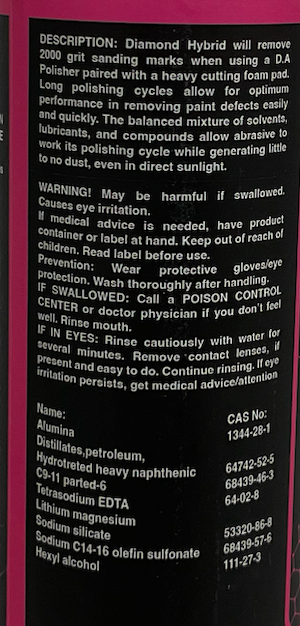 DESCRIPTION: Diamond Hybrid will remove
2000 grit sanding marks when using a D.A
Polisher paired with a heavy cutting foam pad.
Long polishing cycles allow for optimum
performance in removing paint defects easily
and quickly. The balanced mixture of solvents,
lubricants, and compounds allow abrasive to
work its polishing cycle while generating little
to no dust, even in direct sunlight.
WARNING! May be harmful if swallowed.
Causes eye irritation.
If medical advice is needed, have product
container or label at hand. Keep out of reach of
children. Read label before use.
Prevention: Wear protective gloves/eye
protection. Wash thoroughly after handling.
IF SWALLOWED: Call a POISON CONTROL
CENTER or doctor physician if you don't feel
well. Rinse mouth.
IF IN EYES: Rinse cautiously with water for
several minutes. Remove contact lenses, if
present and easy to do. Continue rinsing. If eye
irritation persists, get medical advice/attention
Name: CAS No:
Alumina 1344-28-1
Distillates,petroleum,
Hydrotreted heavy naphthenic 64742-52-5
C9-11 parted-6 68439-46-3
Tetrasodium EDTA 64-02-8
Lithium magnesium
Sodium silicate 53320-86-8
Sodium C14-16 olefin sulfonate 68439-57-6
Hexyl alcohol 111-27-3